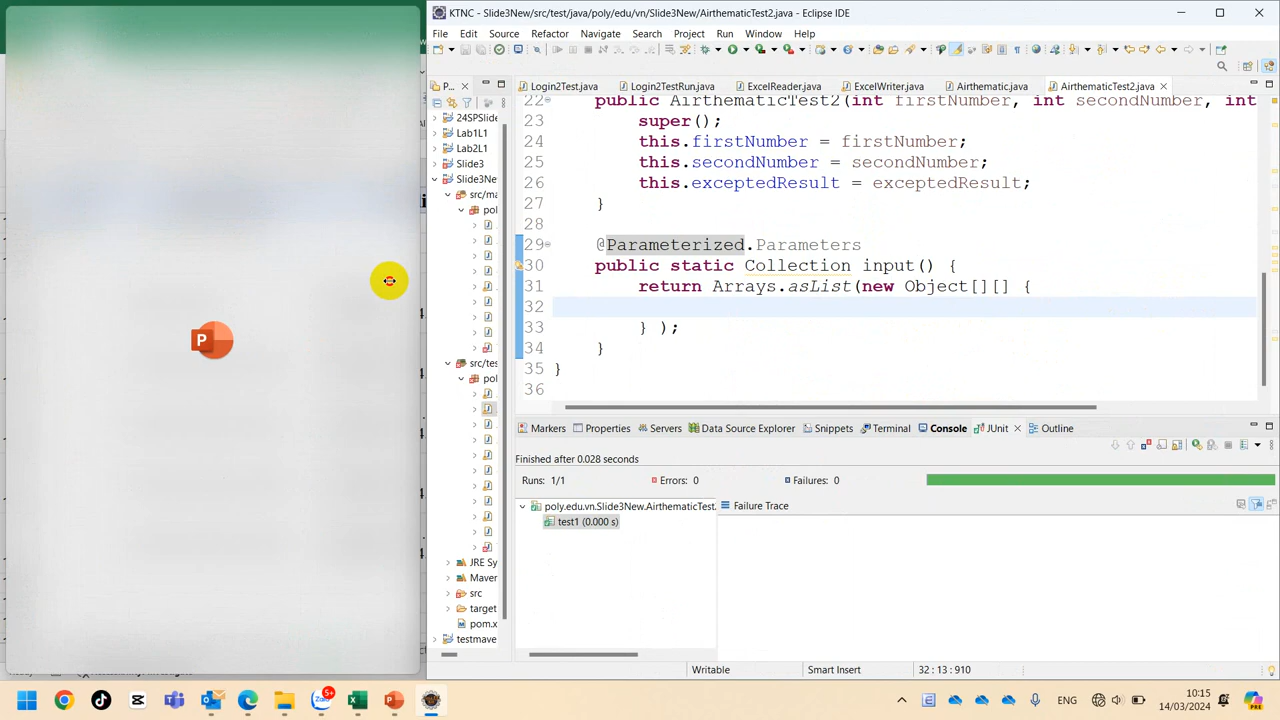 KTNC - Slide3New/src/test/java/poly/edu/vn/Slide3New/AirthematicTest2.java - Eclipse IDE
File Edit Source Refactor Navigate Search Project Run Window Help
P... Login2Test.java Login2TestRun.java ExcelReader.java ExcelWriter.java Airthematic.java AirthematicTest2.java
24SPSlide
Lab1L1
Lab2L1
Slide3
Slide3New
src/ma
pol
src/tes
pol
JRE Sy
Maver
src
target
pom.x
testmave
22 public AirthematicTest2(int firstNumber, int secondNumber, int
23 super();
24 this.firstNumber = firstNumber;
25 this.secondNumber = secondNumber;
26 this.exceptedResult = exceptedResult;
27 }
28
29 @Parameterized.Parameters
30 public static Collection input() {
31 return Arrays.asList(new Object[][] {
32
33 } );
34 }
35 }
36
Markers Properties Servers Data Source Explorer Snippets Terminal Console JUnit Outline
Finished after 0.028 seconds
Runs: 1/1 Errors: 0 Failures: 0
poly.edu.vn.Slide3New.AirthematicTest.
test1 (0.000 s)
Failure Trace
P
Writable Smart Insert 32 : 13 : 910
5+
ENG
10:15
14/03/2024
PRE